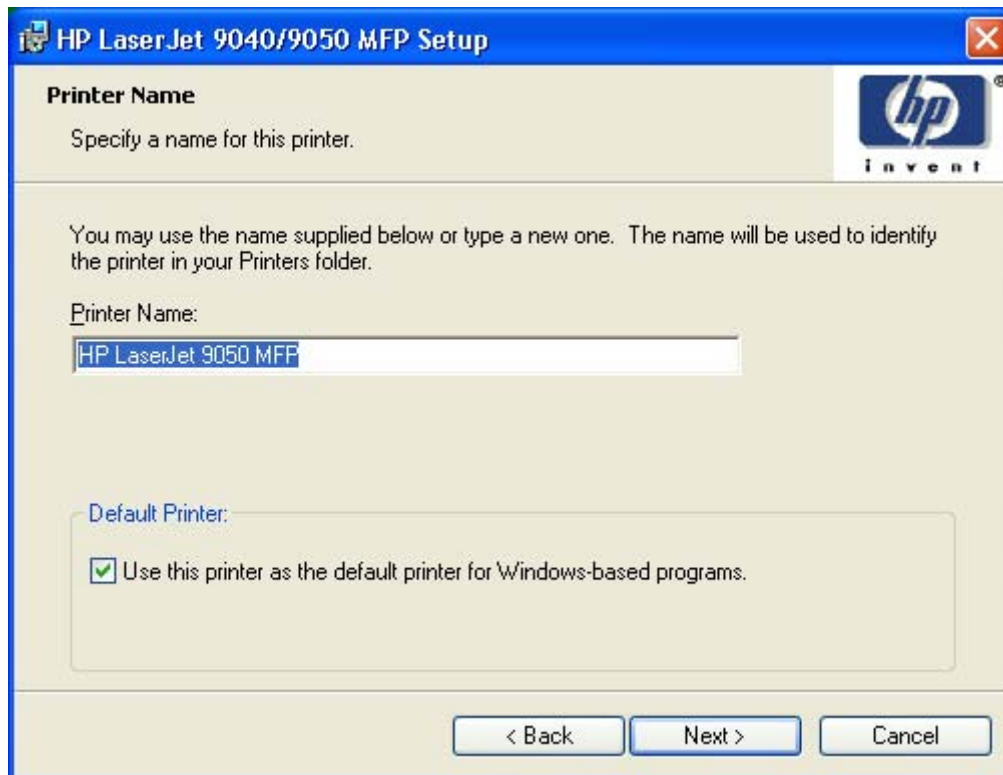 HP LaserJet 9040/9050 MFP Setup
Printer Name
Specify a name for this printer.
hp
®
invent
You may use the name supplied below or type a new one. The name will be used to identify
the printer in your Printers folder.
Printer Name:
HP LaserJet 9050 MFP
Default Printer:
Use this printer as the default printer for Windows-based programs.
< Back
Next >
Cancel